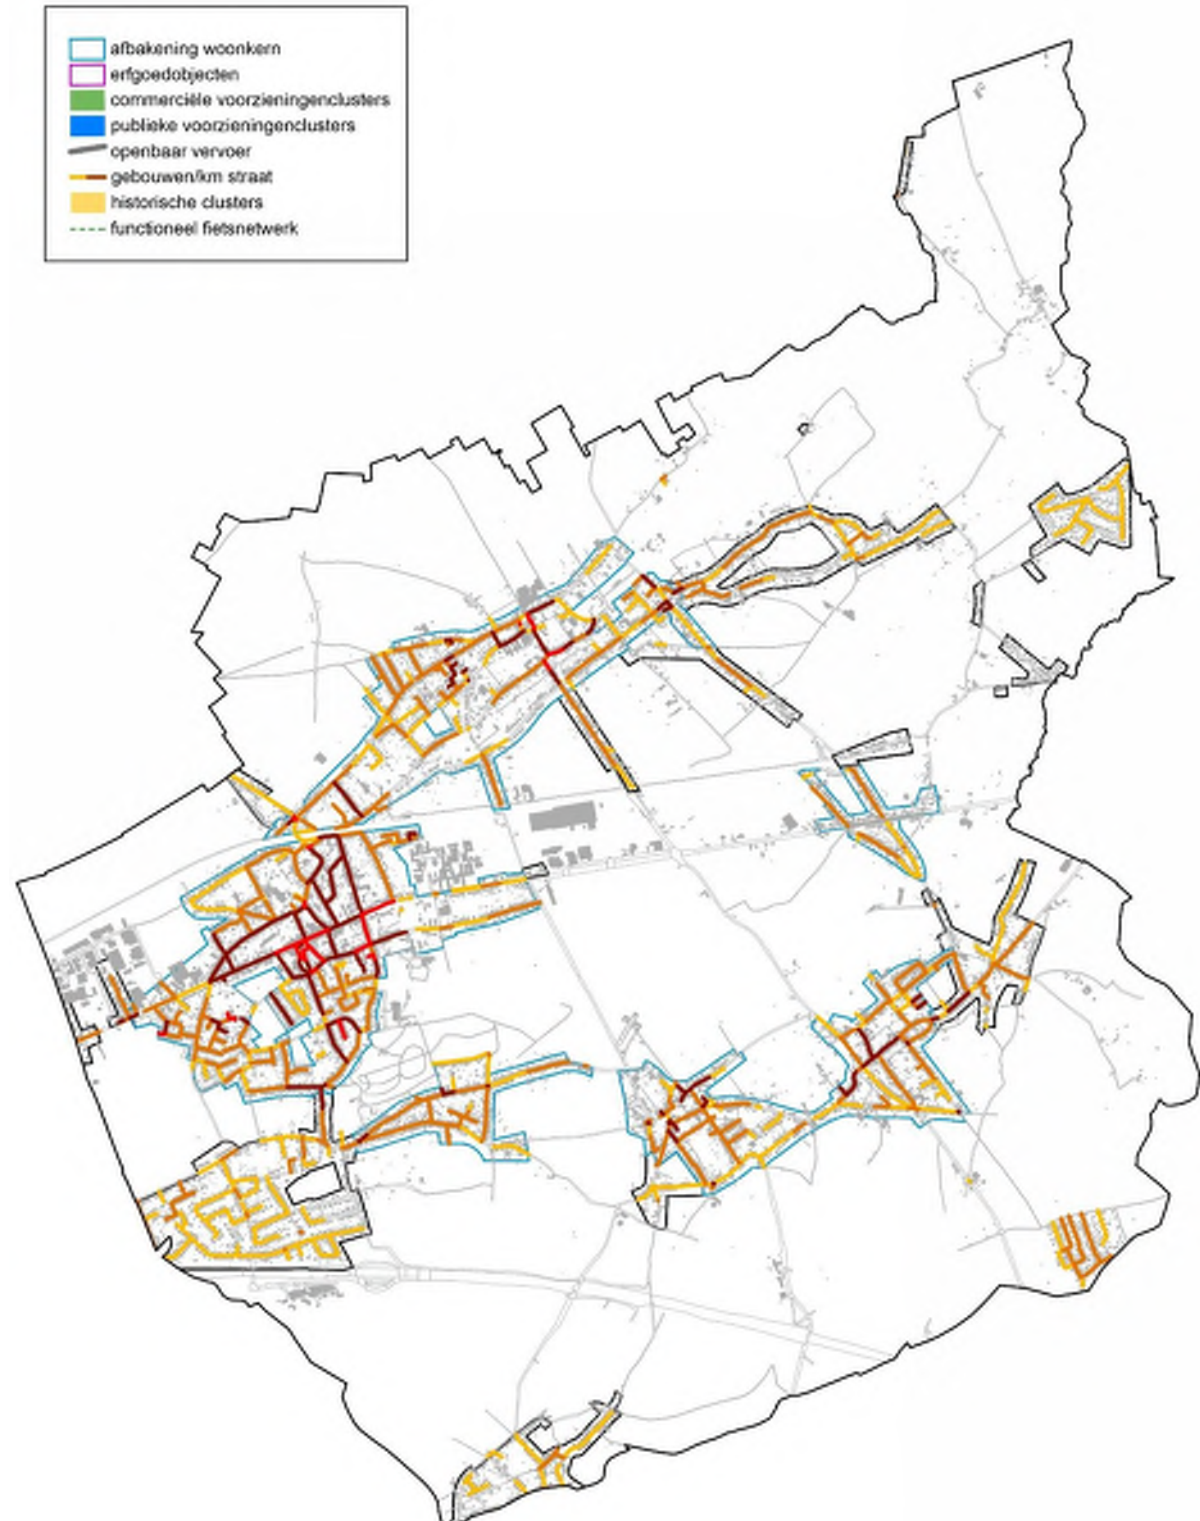 afbakening woonkern
erfgoedobjecten
commerciële voorzieningenclusters
publieke voorzieningenclusters
openbaar vervoer
gebouwen/km straat
historische clusters
functioneel fietsnetwerk